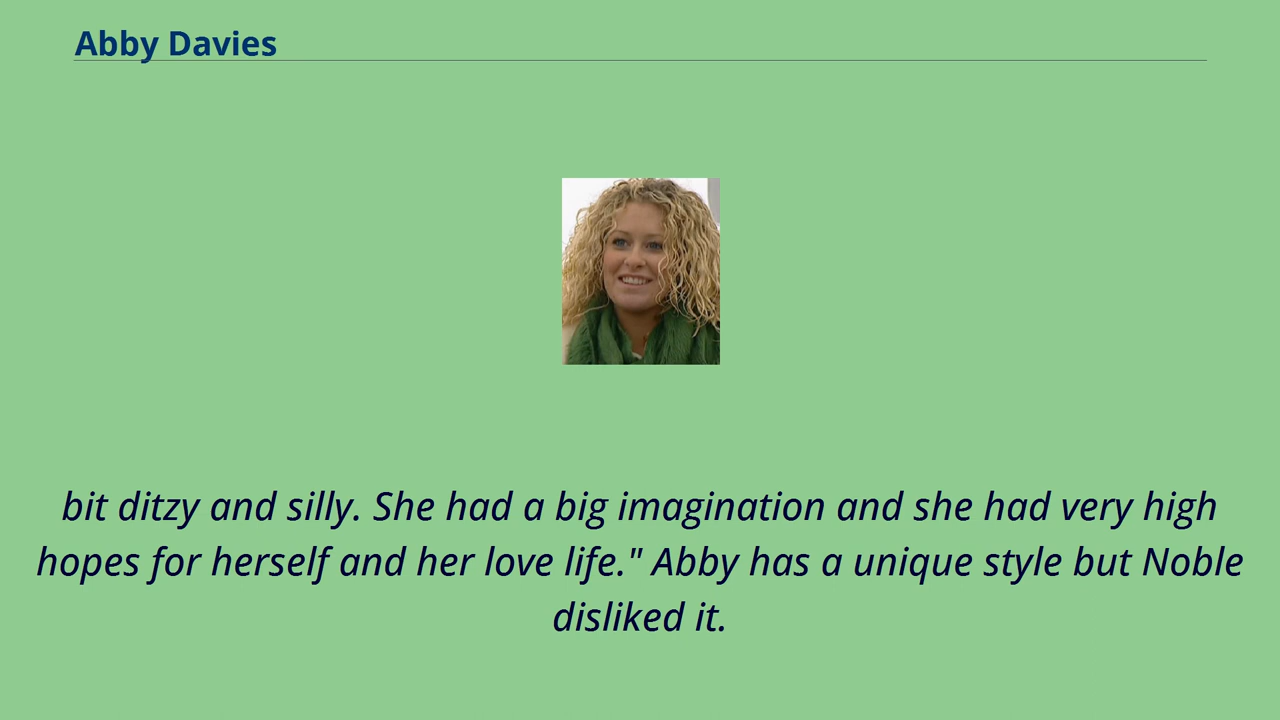 Abby Davies
bit ditzy and silly. She had a big imagination and she had very high
hopes for herself and her love life." Abby has a unique style but Noble
disliked it.